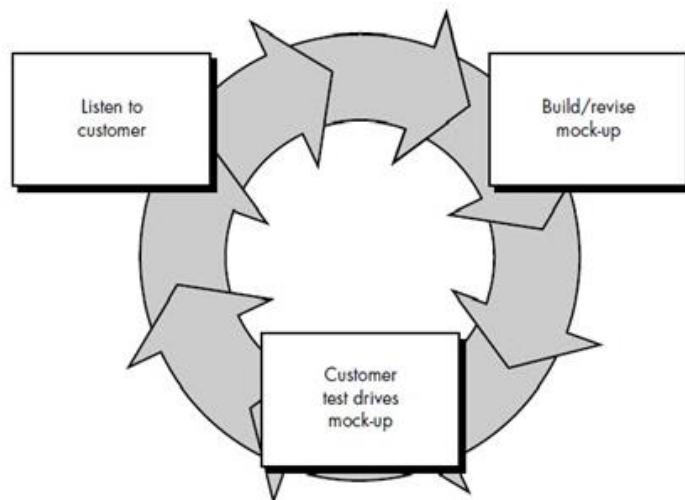 Listen to
customer
Build/revise
mock-up
Customer
test drives
mock-up